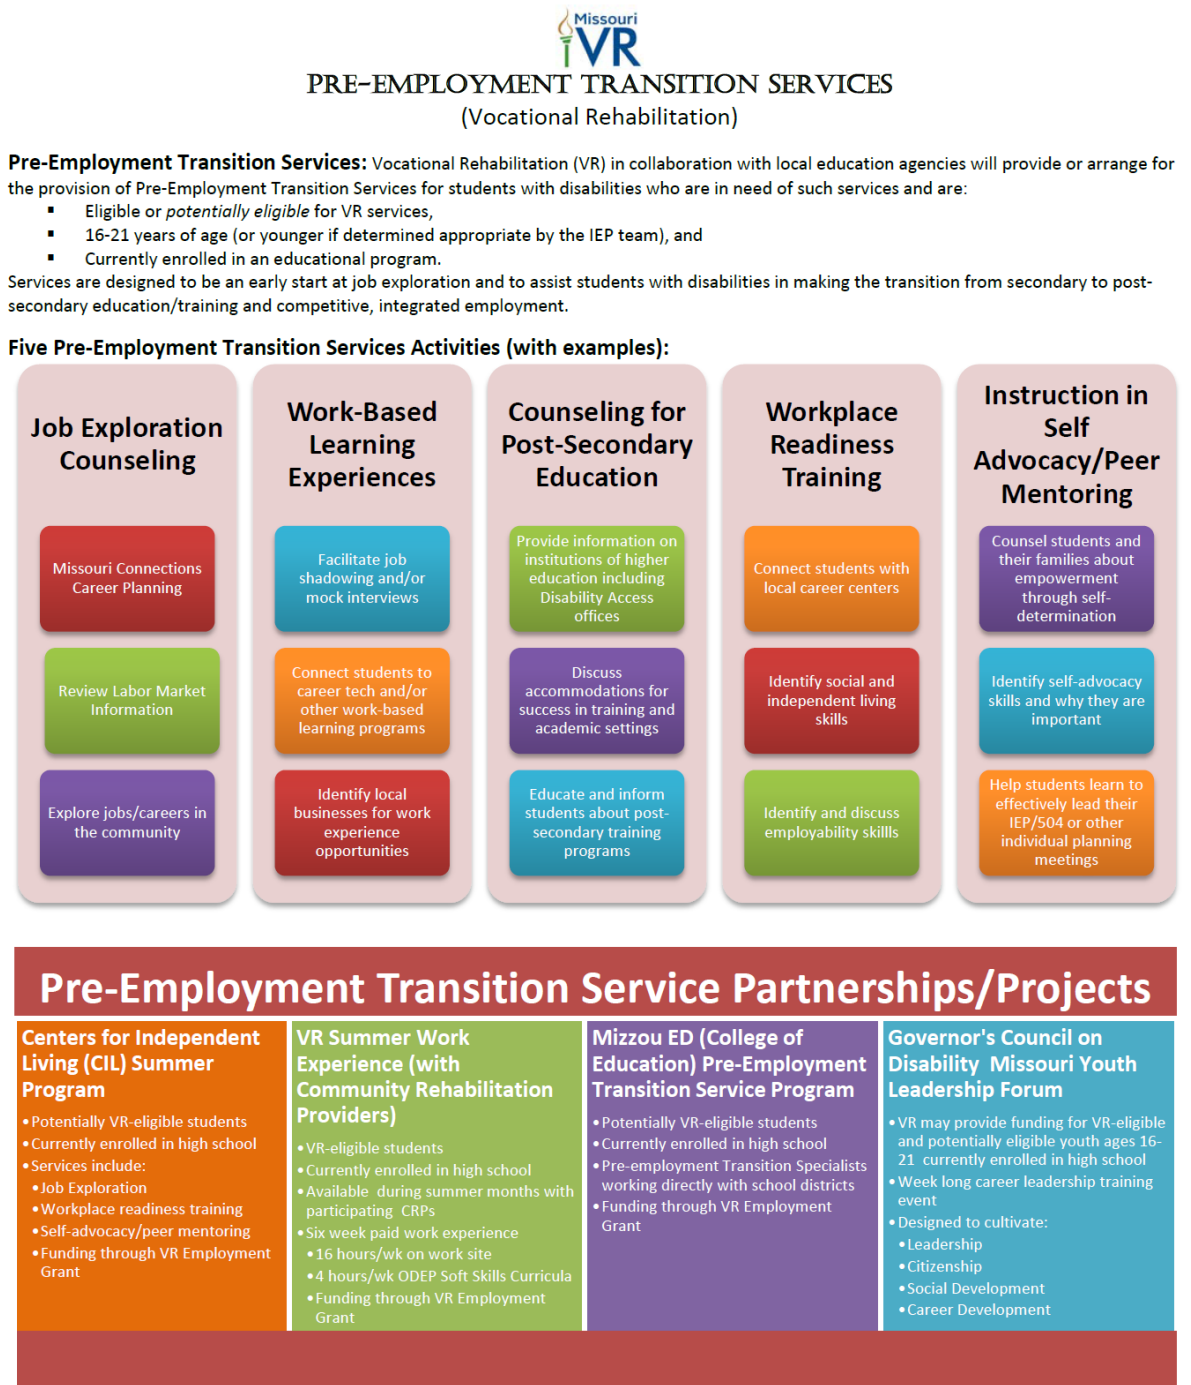 Missouri
VR
PRE-EMPLOYMENT TRANSITION SERVICES
(Vocational Rehabilitation)
Pre-Employment Transition Services: Vocational Rehabilitation (VR) in collaboration with local education agencies will provide or arrange for
the provision of Pre-Employment Transition Services for students with disabilities who are in need of such services and are:
▪ Eligible or potentially eligible for VR services,
▪ 16-21 years of age (or younger if determined appropriate by the IEP team), and
▪ Currently enrolled in an educational program.
Services are designed to be an early start at job exploration and to assist students with disabilities in making the transition from secondary to post-
secondary education/training and competitive, integrated employment.
Five Pre-Employment Transition Services Activities (with examples):
Job Exploration
Counseling
Missouri Connections
Career Planning
Review Labor Market
Information
Explore jobs/careers in
the community
Work-Based
Learning
Experiences
Facilitate job
shadowing and/or
mock interviews
Connect students to
career tech and/or
other work-based
learning programs
Identify local
businesses for work
experience
opportunities
Counseling for
Post-Secondary
Education
Provide information on
institutions of higher
education including
Disability Access
offices
Discuss
accommodations for
success in training and
academic settings
Educate and inform
students about post-
secondary training
programs
Workplace
Readiness
Training
Connect students with
local career centers
Identify social and
independent living
skills
Identify and discuss
employability skillls
Instruction in
Self
Advocacy/Peer
Mentoring
Counsel students and
their families about
empowerment
through self-
determination
Identify self-advocacy
skills and why they are
important
Help students learn to
effectively lead their
IEP/504 or other
individual planning
meetings
Pre-Employment Transition Service Partnerships/Projects
Centers for Independent
Living (CIL) Summer
Program
•Potentially VR-eligible students
•Currently enrolled in high school
•Services include:
•Job Exploration
•Workplace readiness training
•Self-advocacy/peer mentoring
•Funding through VR Employment
Grant
VR Summer Work
Experience (with
Community Rehabilitation
Providers)
•VR-eligible students
•Currently enrolled in high school
•Available during summer months with
participating CRPs
•Six week paid work experience
•16 hours/wk on work site
•4 hours/wk ODEP Soft Skills Curricula
•Funding through VR Employment
Grant
Mizzou ED (College of
Education) Pre-Employment
Transition Service Program
•Potentially VR-eligible students
•Currently enrolled in high school
•Pre-employment Transition Specialists
working directly with school districts
•Funding through VR Employment
Grant
Governor's Council on
Disability Missouri Youth
Leadership Forum
•VR may provide funding for VR-eligible
and potentially eligible youth ages 16-
21 currently enrolled in high school
•Week long career leadership training
event
•Designed to cultivate:
•Leadership
•Citizenship
•Social Development
•Career Development